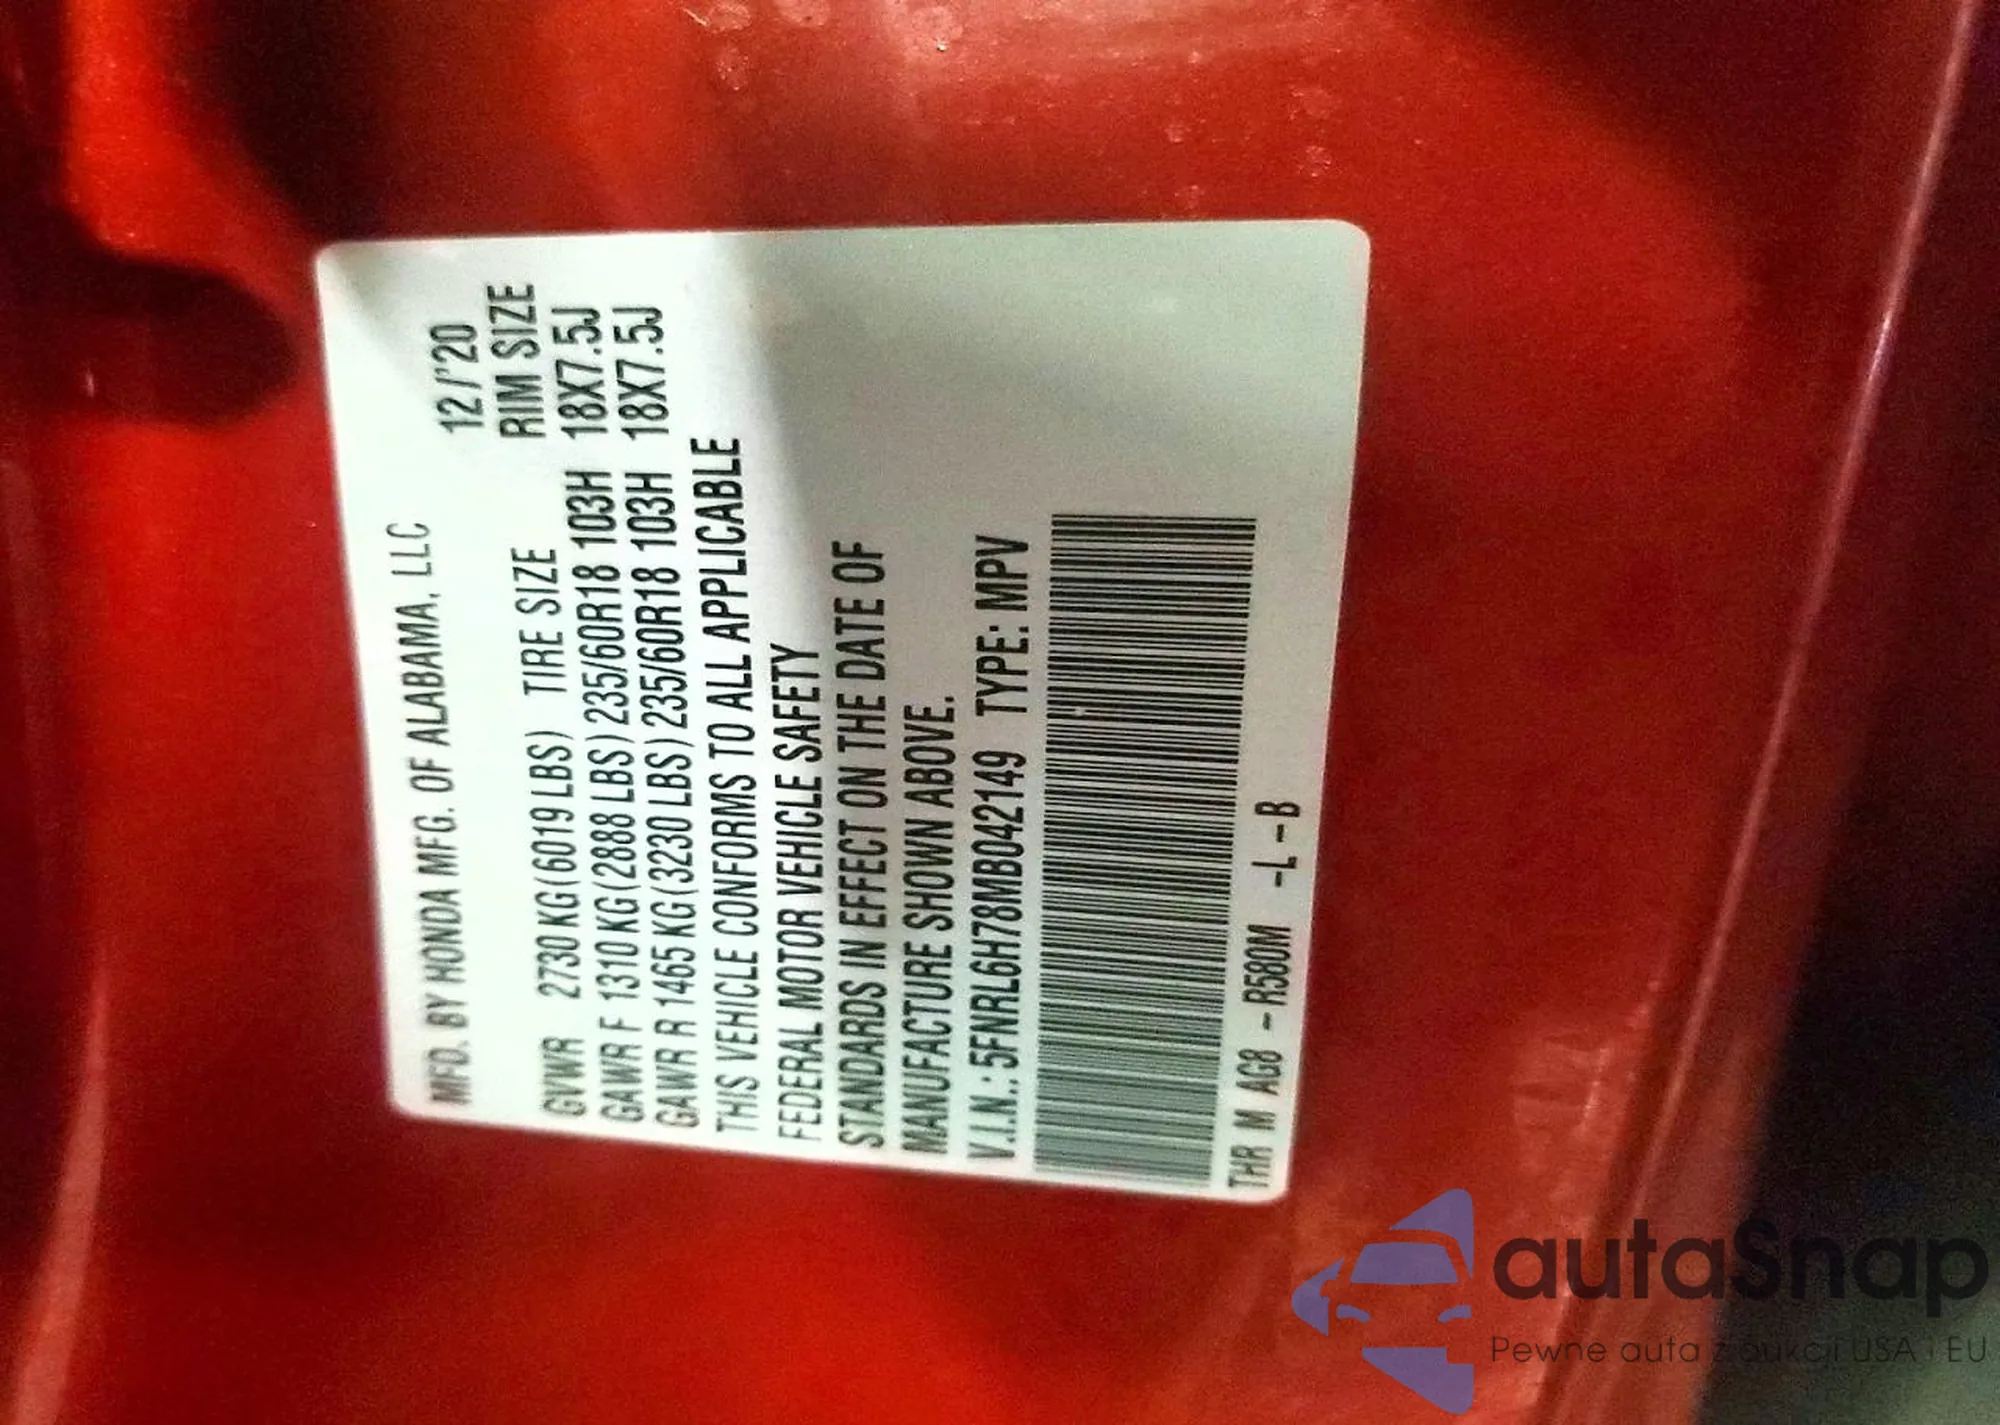 MFD. BY HONDA MFG. OF ALABAMA, LLC
12/'20
GVWR 2730 KG(6019 LBS) TIRE SIZE RIM SIZE
GAWR F 1310 KG(2888 LBS) 235/60R18 103H 18X7.5J
GAWR R 1465 KG(3230 LBS) 235/60R18 103H 18X7.5J
THIS VEHICLE CONFORMS TO ALL APPLICABLE
FEDERAL MOTOR VEHICLE SAFETY
STANDARDS IN EFFECT ON THE DATE OF
MANUFACTURE SHOWN ABOVE.
V.I.N.: 5FNRL6H78MB042149 TYPE: MPV
THR M AG8 -R580M -L-B
autaSnap
Pewne auta z aukcji USA i EU